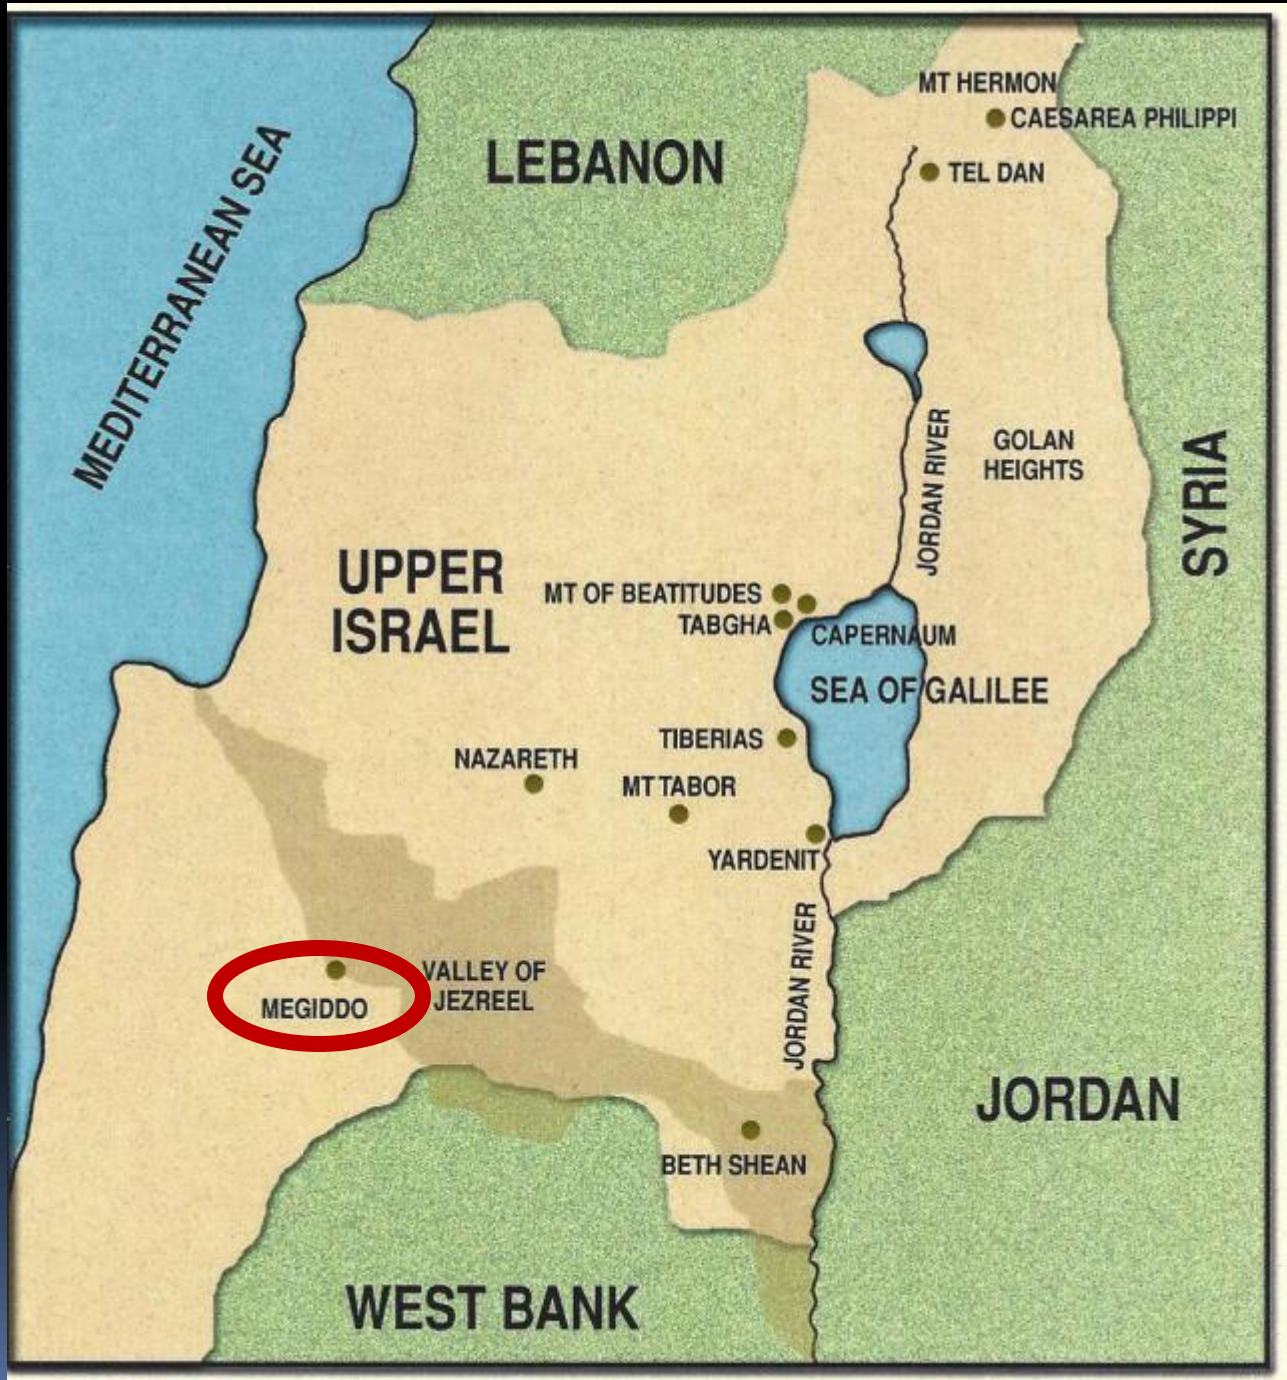 MT HERMON
CAESAREA PHILIPPI
MEDITERRANEAN SEA
LEBANON
TEL DAN
JORDAN RIVER
GOLAN
HEIGHTS
SYRIA
UPPER
ISRAEL
MT OF BEATITUDES
TABGHA
CAPERNAUM
SEA OF GALILEE
TIBERIAS
NAZARETH
MT TABOR
YARDENIT
JORDAN RIVER
VALLEY OF
JEZREEL
MEGIDDO
JORDAN
BETH SHEAN
WEST BANK